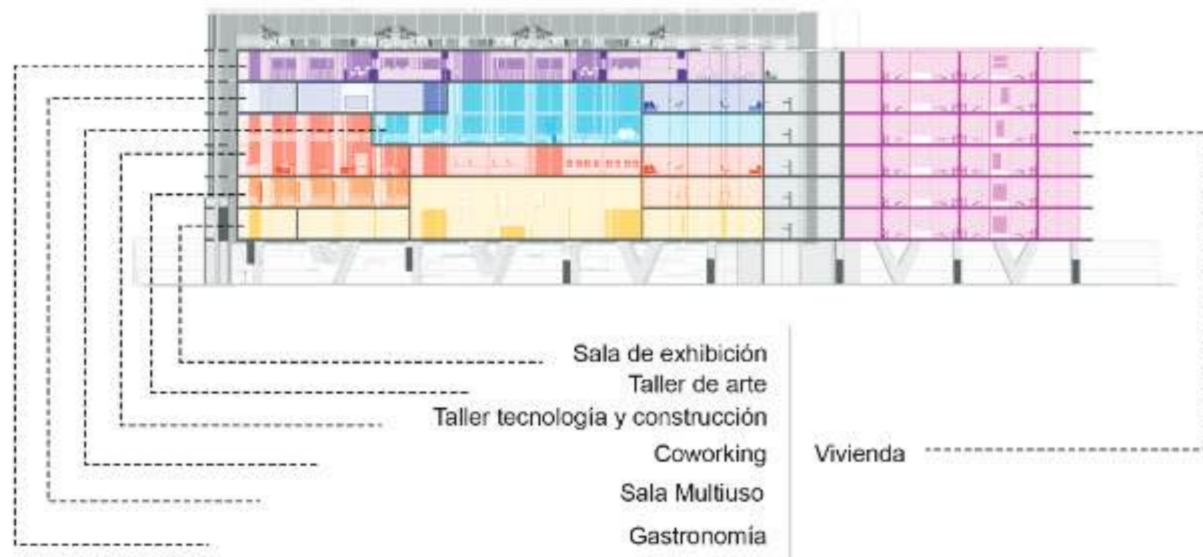 Sala de exhibición
Taller de arte
Taller tecnología y construcción
Coworking
Sala Multiuso
Gastronomía
Vivienda